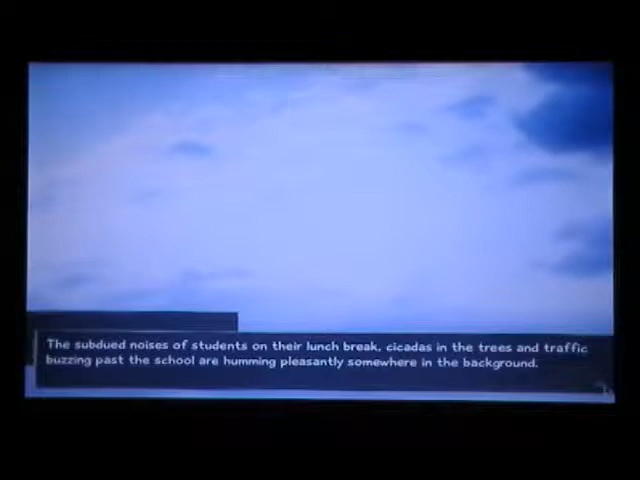 The subdued noises of students on their lunch break, cicadas in the trees and traffic
buzzing past the school are humming pleasantly somewhere in the background.